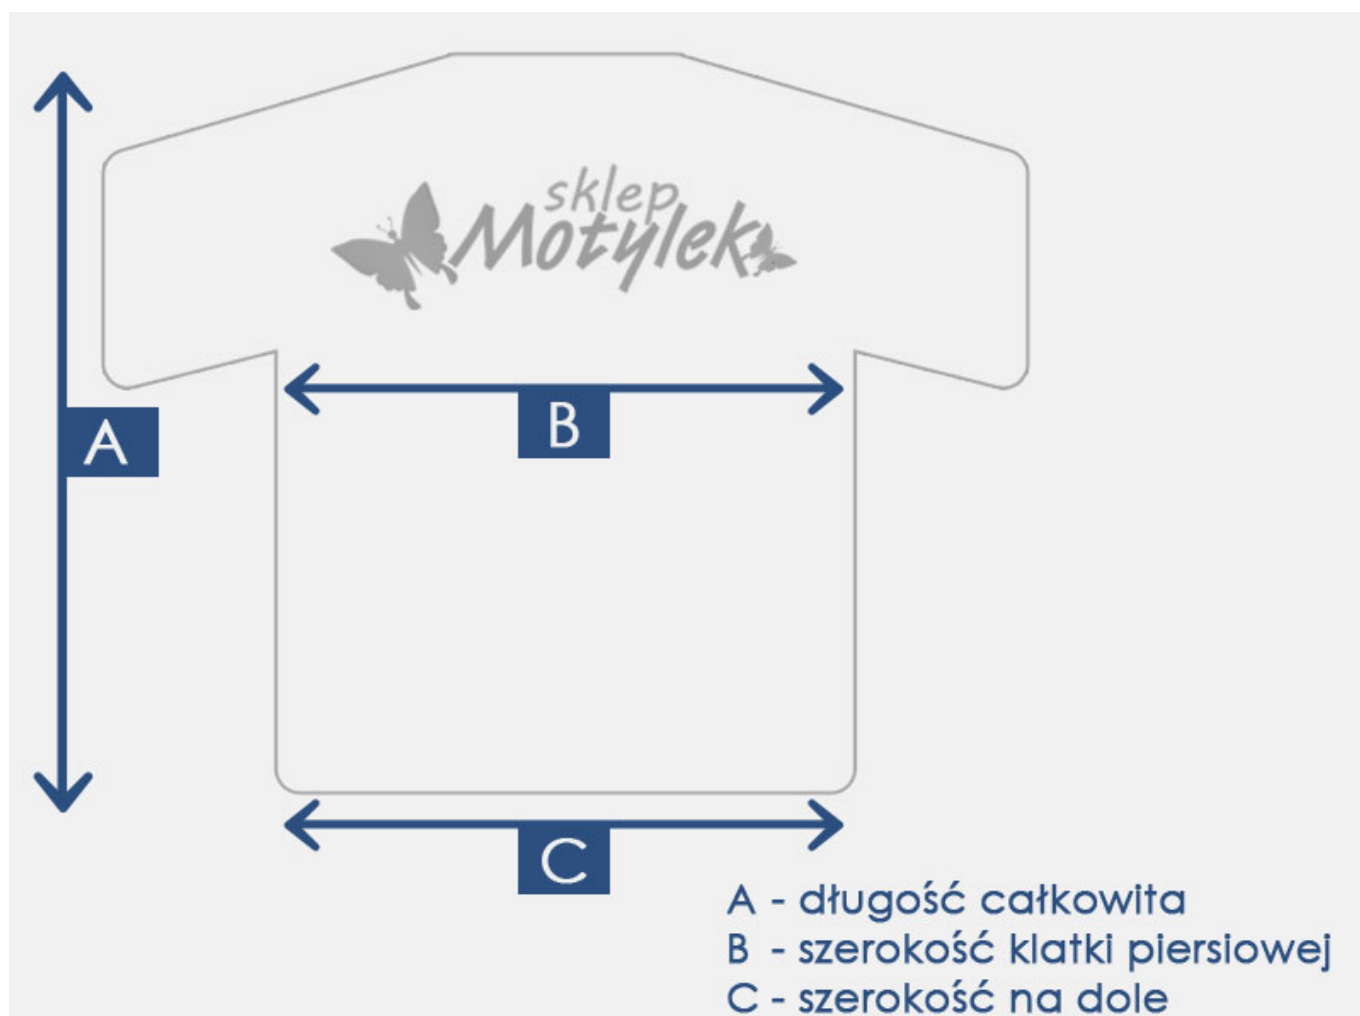 sklep
Motylek
A
B
C
A - długość całkowita
B - szerokość klatki piersiowej
C - szerokość na dole